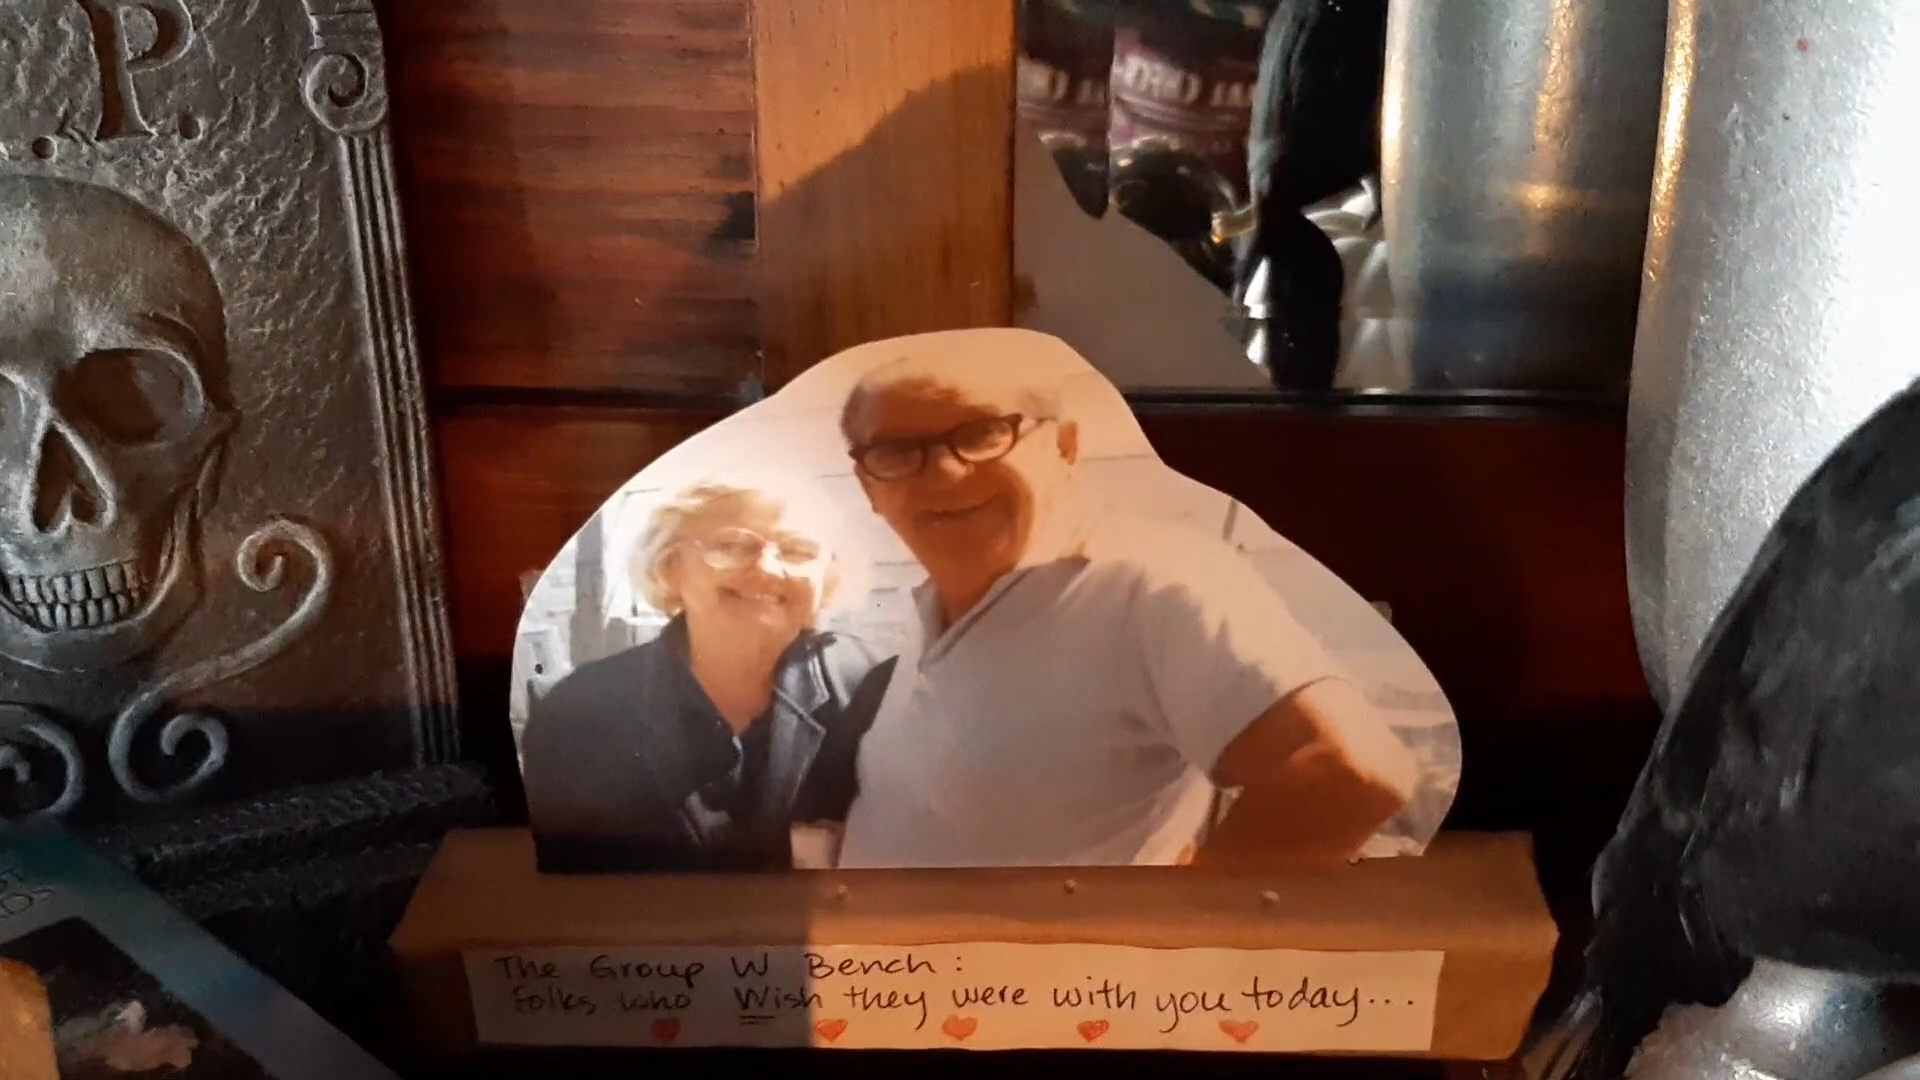 .P.
The Group W Bench:
Folks who Wish they were with you today...